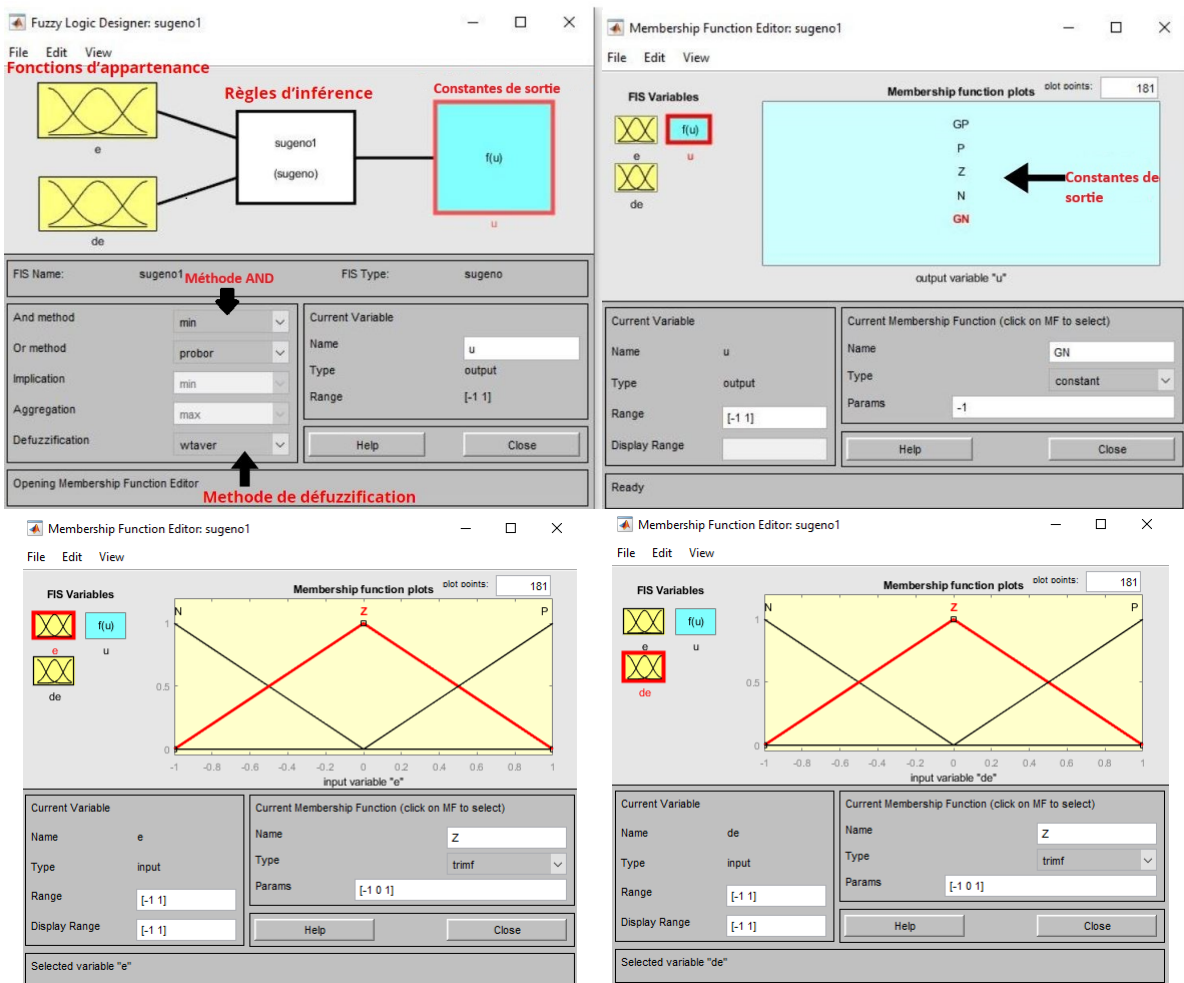 Fuzzy Logic Designer: sugeno1
File Edit View
Fonctions d'appartenance
Règles d'inférence
Constantes de sortie
e
sugeno1
(sugeno)
f(u)
de
u
FIS Name: sugeno1 FIS Type: sugeno
Méthode AND
And method min
Or method probor
Implication min
Aggregation max
Defuzzification wtaver
Current Variable
Name u
Type output
Range [-1 1]
Help Close
Opening Membership Function Editor
Methode de défuzzification
Membership Function Editor: sugeno1
File Edit View
FIS Variables
Membership function plots plot points: 181
f(u)
e u
de
GP
P
Z
N
GN
Constantes de
sortie
output variable "u"
Current Variable
Name u
Type output
Range [-1 1]
Display Range
Current Membership Function (click on MF to select)
Name GN
Type constant
Params -1
Help Close
Ready
Membership Function Editor: sugeno1
File Edit View
FIS Variables
Membership function plots plot points: 181
f(u)
e u
de
N Z P
1
0.5
0
-1 -0.8 -0.6 -0.4 -0.2 0 0.2 0.4 0.6 0.8 1
input variable "e"
Current Variable
Name e
Type input
Range [-1 1]
Display Range [-1 1]
Current Membership Function (click on MF to select)
Name Z
Type trimf
Params [-1 0 1]
Help Close
Selected variable "e"
Membership Function Editor: sugeno1
File Edit View
FIS Variables
Membership function plots plot points: 181
f(u)
e u
de
N Z P
1
0.5
0
-1 -0.8 -0.6 -0.4 -0.2 0 0.2 0.4 0.6 0.8 1
input variable "de"
Current Variable
Name de
Type input
Range [-1 1]
Display Range [-1 1]
Current Membership Function (click on MF to select)
Name Z
Type trimf
Params [-1 0 1]
Help Close
Selected variable "de"